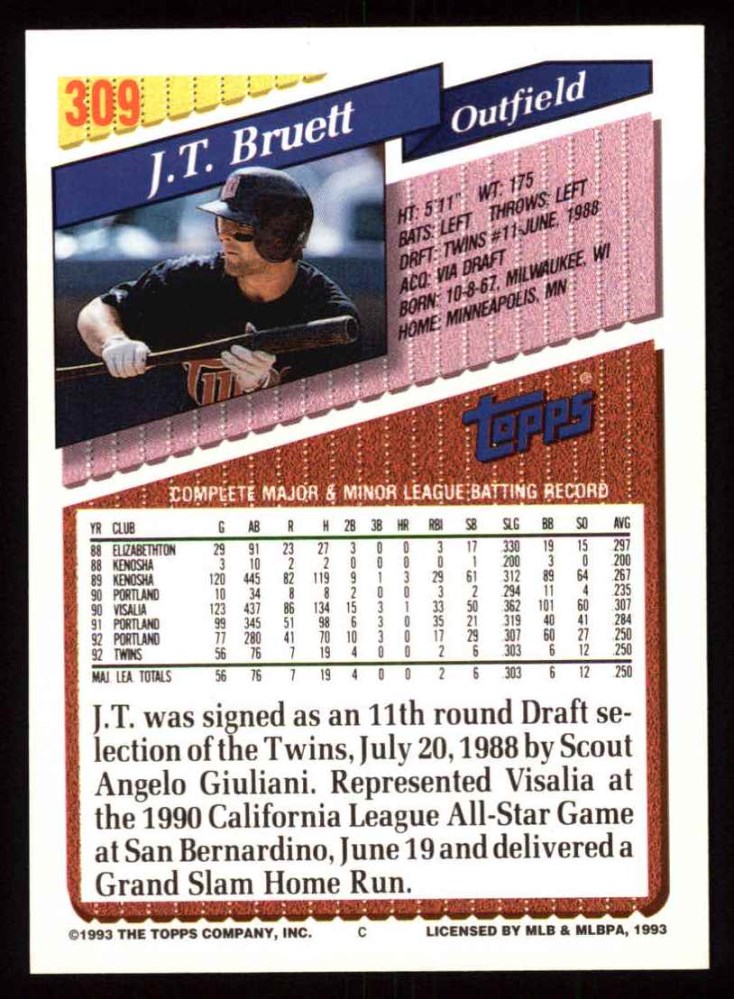 309
J.T. Bruett
Outfield
HT: 5'11" WT: 175
BATS: LEFT THROWS: LEFT
DRFT: TWINS #11-JUNE, 1988
ACQ: VIA DRAFT
BORN: 10-8-67, MILWAUKEE, WI
HOME: MINNEAPOLIS, MN
Twins
TOPPS®
COMPLETE MAJOR & MINOR LEAGUE BATTING RECORD
YR CLUB G AB R H 2B 3B HR RBI SB SLG BB SO AVG
88 ELIZABETHTON 29 91 23 27 3 0 0 3 17 .330 19 15 .297
88 KENOSHA 3 10 2 2 0 0 0 0 1 .200 3 0 .200
89 KENOSHA 120 445 82 119 9 1 3 29 61 .312 89 64 .267
90 PORTLAND 10 34 8 8 2 0 0 3 2 .294 11 4 .235
90 VISALIA 123 437 86 134 15 3 1 33 50 .362 101 60 .307
91 PORTLAND 99 345 51 98 6 3 0 35 21 .319 40 41 .284
92 PORTLAND 77 280 41 70 10 3 0 17 29 .307 60 27 .250
92 TWINS 56 76 7 19 4 0 0 2 6 .303 6 12 .250
MAJ. LEA. TOTALS 56 76 7 19 4 0 0 2 6 .303 6 12 .250
J.T. was signed as an 11th round Draft se-
lection of the Twins, July 20, 1988 by Scout
Angelo Giuliani. Represented Visalia at
the 1990 California League All-Star Game
at San Bernardino, June 19 and delivered a
Grand Slam Home Run.
©1993 THE TOPPS COMPANY, INC. C LICENSED BY MLB & MLBPA, 1993